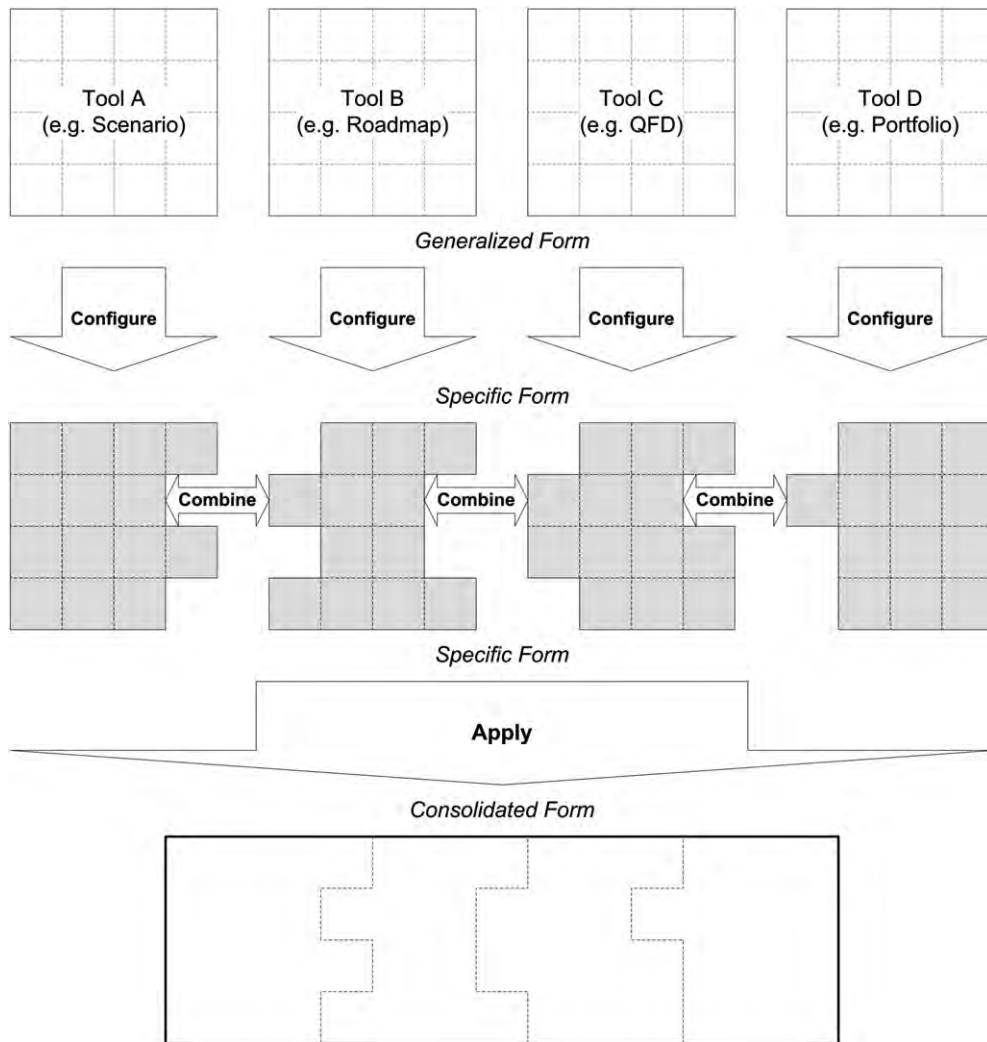 Tool A
(e.g. Scenario)
Tool B
(e.g. Roadmap)
Tool C
(e.g. QFD)
Tool D
(e.g. Portfolio)
Generalized Form
Configure
Configure
Configure
Configure
Specific Form
Combine
Combine
Combine
Specific Form
Apply
Consolidated Form